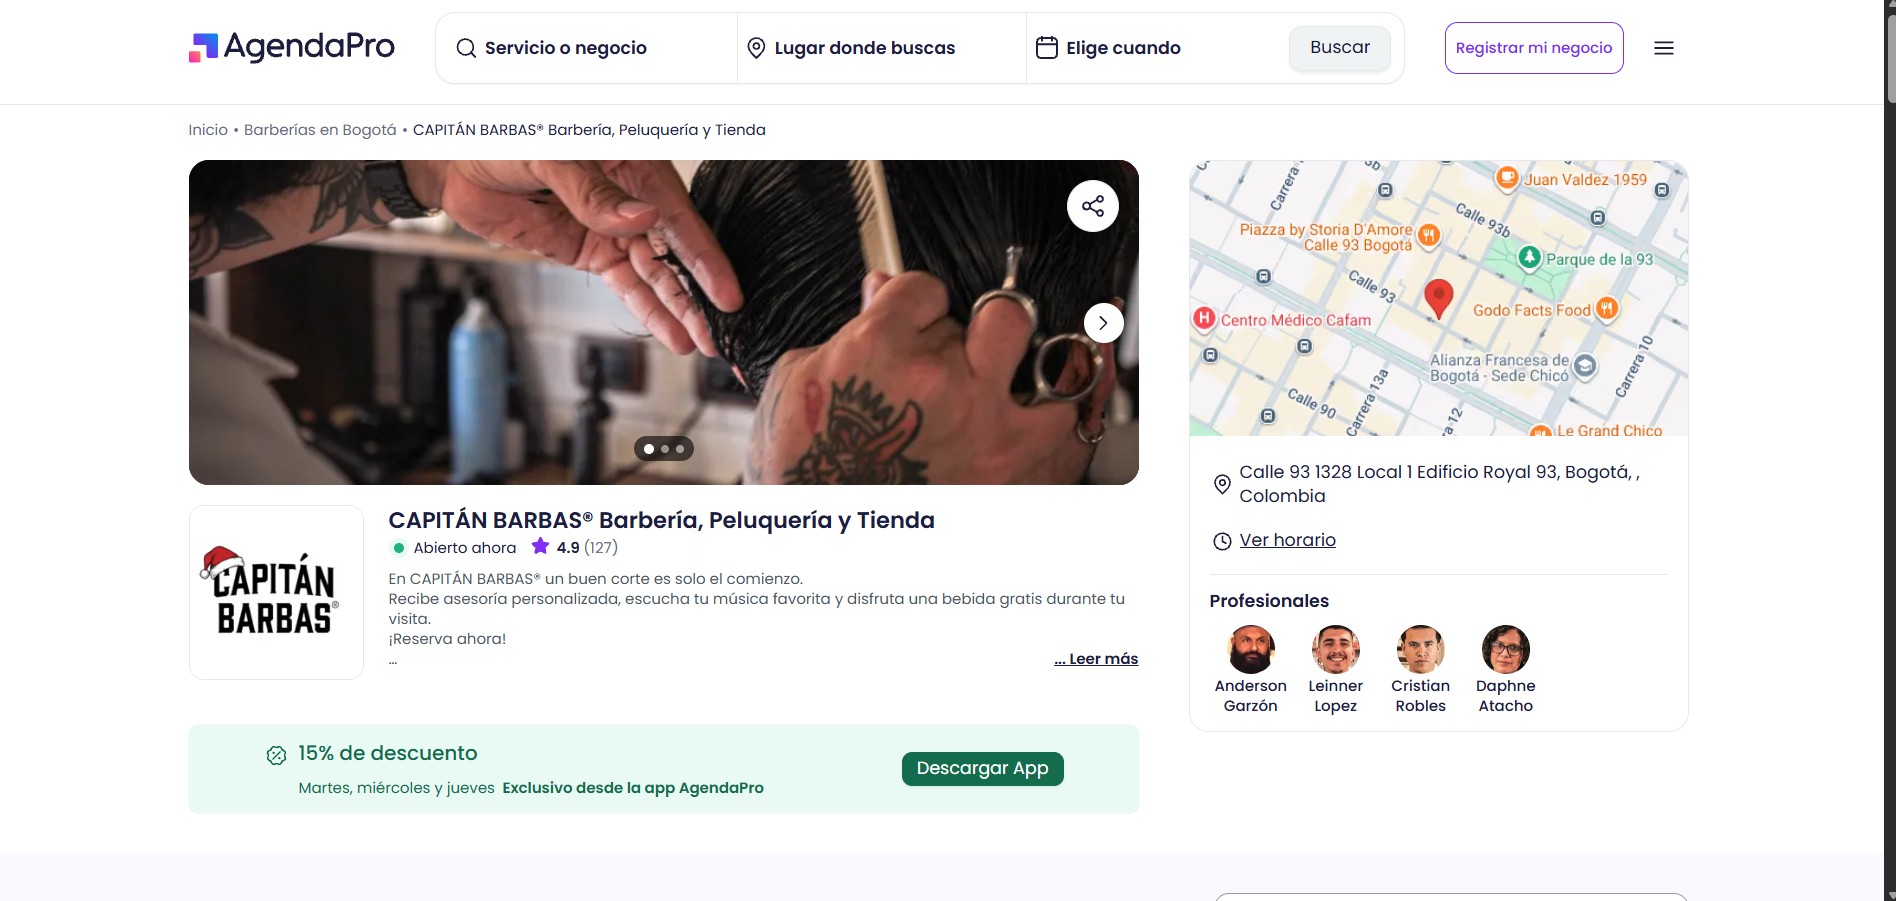 AgendaPro
Servicio o negocio
Lugar donde buscas
Elige cuando
Buscar
Registrar mi negocio
Inicio • Barberías en Bogotá • CAPITÁN BARBAS® Barbería, Peluquería y Tienda
Carrera 15
Juan Valdez 1959
Calle 93b
Piazza by Storia D'Amore
Calle 93 Bogotá
Parque de la 93
Calle 93
Godo Facts Food
H
Centro Médico Cafam
Alianza Francesa de
Bogotá - Sede Chicó
Carrera 10
Calle 90
Carrera 13a
Le Grand Chico
Calle 93 1328 Local 1 Edificio Royal 93, Bogotá, ,
Colombia
Ver horario
Profesionales
Anderson
Garzón
Leinner
Lopez
Cristian
Robles
Daphne
Atacho
CAPITÁN
BARBAS®
CAPITÁN BARBAS® Barbería, Peluquería y Tienda
Abierto ahora 4.9 (127)
En CAPITÁN BARBAS® un buen corte es solo el comienzo.
Recibe asesoría personalizada, escucha tu música favorita y disfruta una bebida gratis durante tu
visita.
¡Reserva ahora!
...
... Leer más
15% de descuento
Martes, miércoles y jueves Exclusivo desde la app AgendaPro
Descargar App